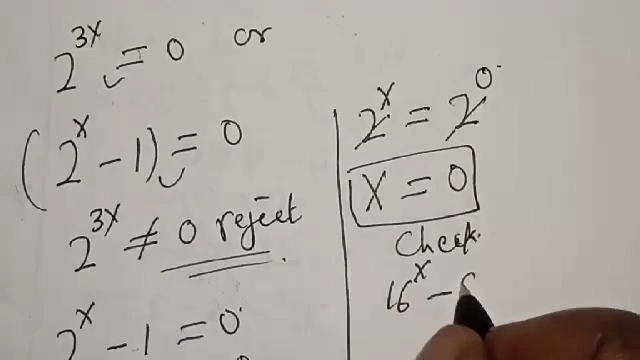 2^{3x} = 0 or
(2^x - 1) = 0
2^{3x} ≠ 0 reject
2^x - 1 = 0
2^x = 2^0
x = 0
Check
16^x -